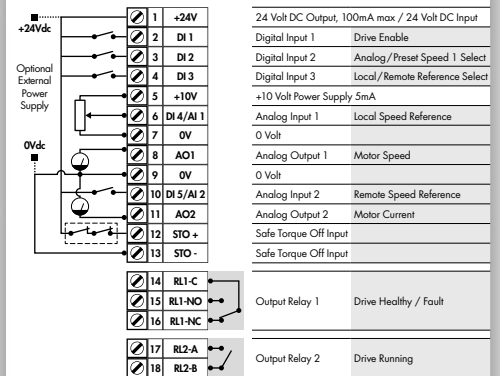 +24Vdc
Optional
External
Power
Supply
0Vdc
1 +24V 24 Volt DC Output, 100mA max / 24 Volt DC Input
2 DI 1 Digital Input 1 Drive Enable
3 DI 2 Digital Input 2 Analog/Preset Speed 1 Select
4 DI 3 Digital Input 3 Local/Remote Reference Select
5 +10V +10 Volt Power Supply 5mA
6 DI 4/AI 1 Analog Input 1 Local Speed Reference
7 0V 0 Volt
8 AO1 Analog Output 1 Motor Speed
9 0V 0 Volt
10 DI 5/AI 2 Analog Input 2 Remote Speed Reference
11 AO2 Analog Output 2 Motor Current
12 STO + Safe Torque Off Input
13 STO - Safe Torque Off Input
14 RL1-C
15 RL1-NO Output Relay 1 Drive Healthy / Fault
16 RL1-NC
17 RL2-A
Output Relay 2 Drive Running
18 RL2-B